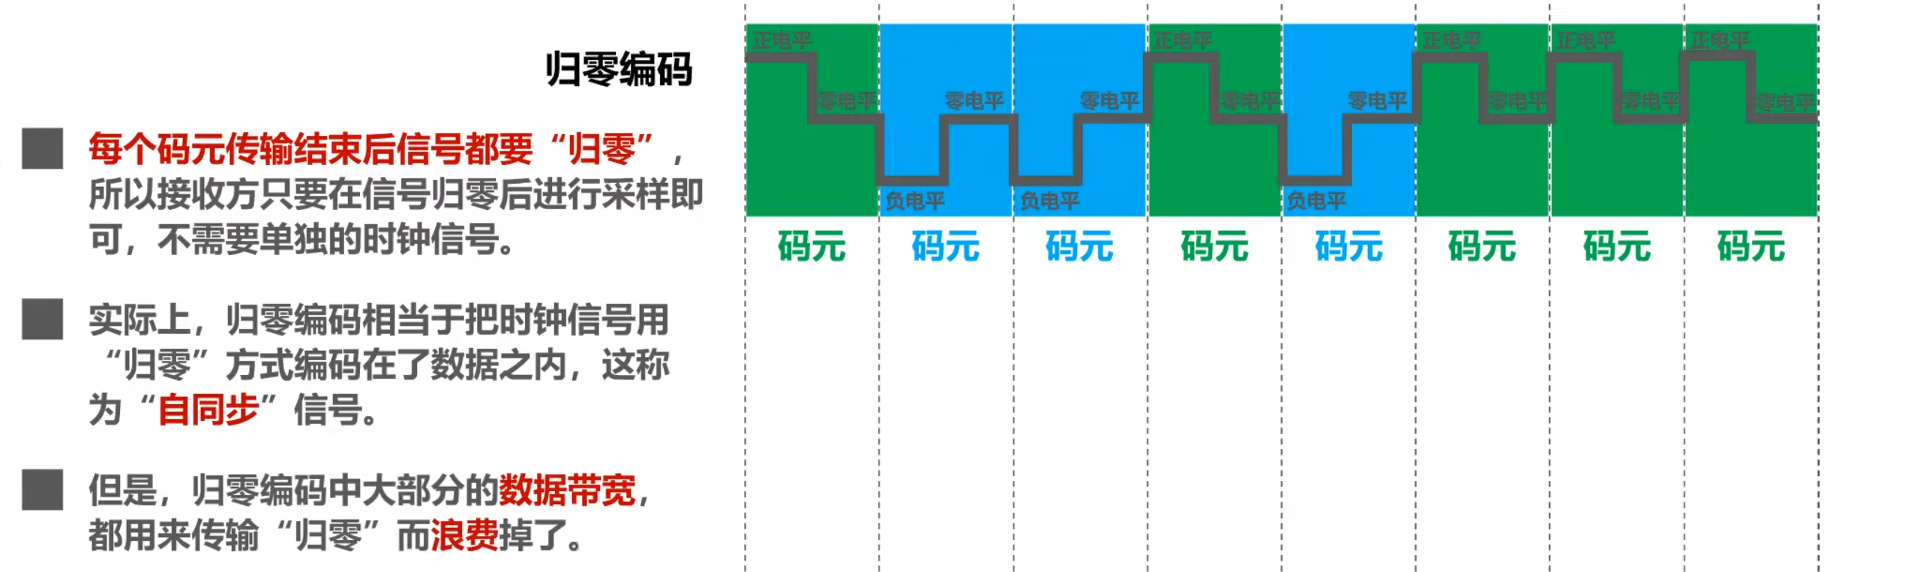 归零编码
每个码元传输结束后信号都要“归零”，
所以接收方只要在信号归零后进行采样即
可，不需要单独的时钟信号。
实际上，归零编码相当于把时钟信号用
“归零”方式编码在了数据之内，这称
为“自同步”信号。
但是，归零编码中大部分的数据带宽，
都用来传输“归零”而浪费掉了。
正电平 正电平 正电平 正电平 正电平
零电平 零电平 零电平 零电平 零电平 零电平 零电平 零电平
负电平 负电平 负电平
码元 码元 码元 码元 码元 码元 码元 码元